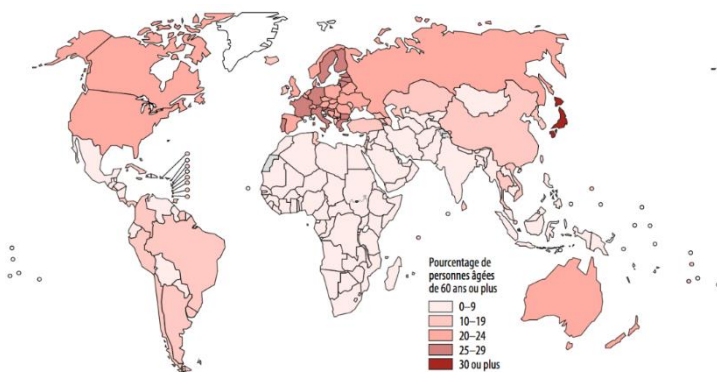 Pourcentage de
personnes âgées
de 60 ans ou plus
0–9
10–19
20–24
25–29
30 ou plus